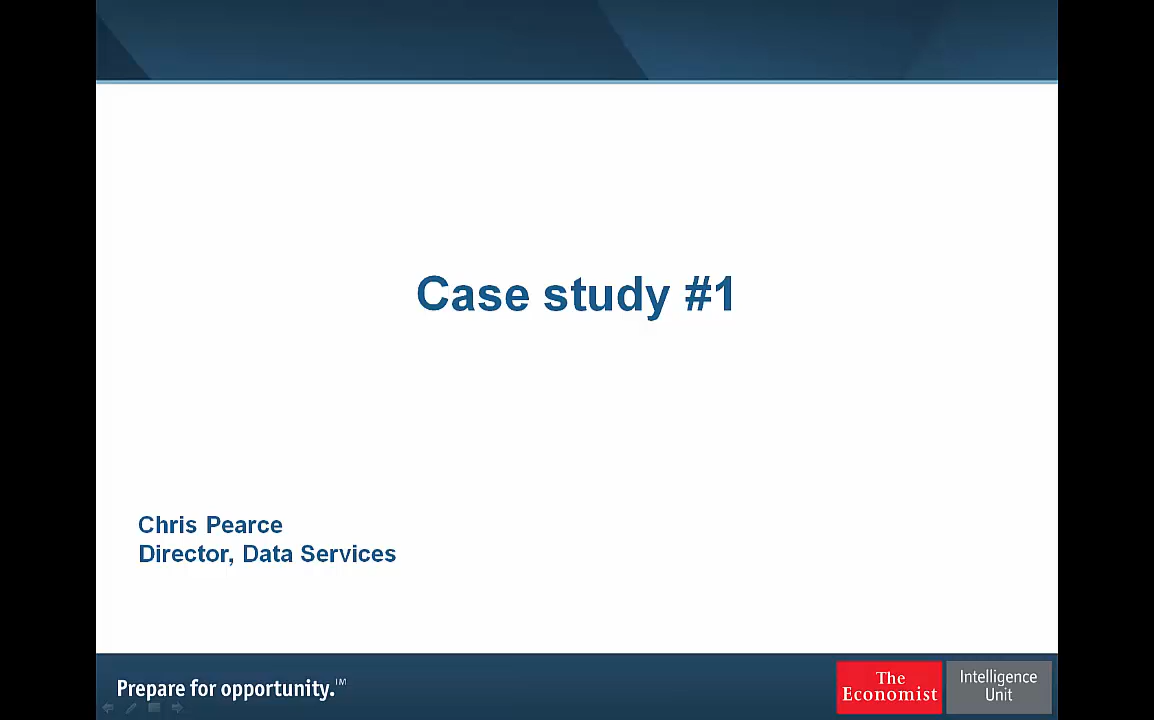 Case study #1
Chris Pearce
Director, Data Services
Prepare for opportunity.™
The
Economist
Intelligence
Unit